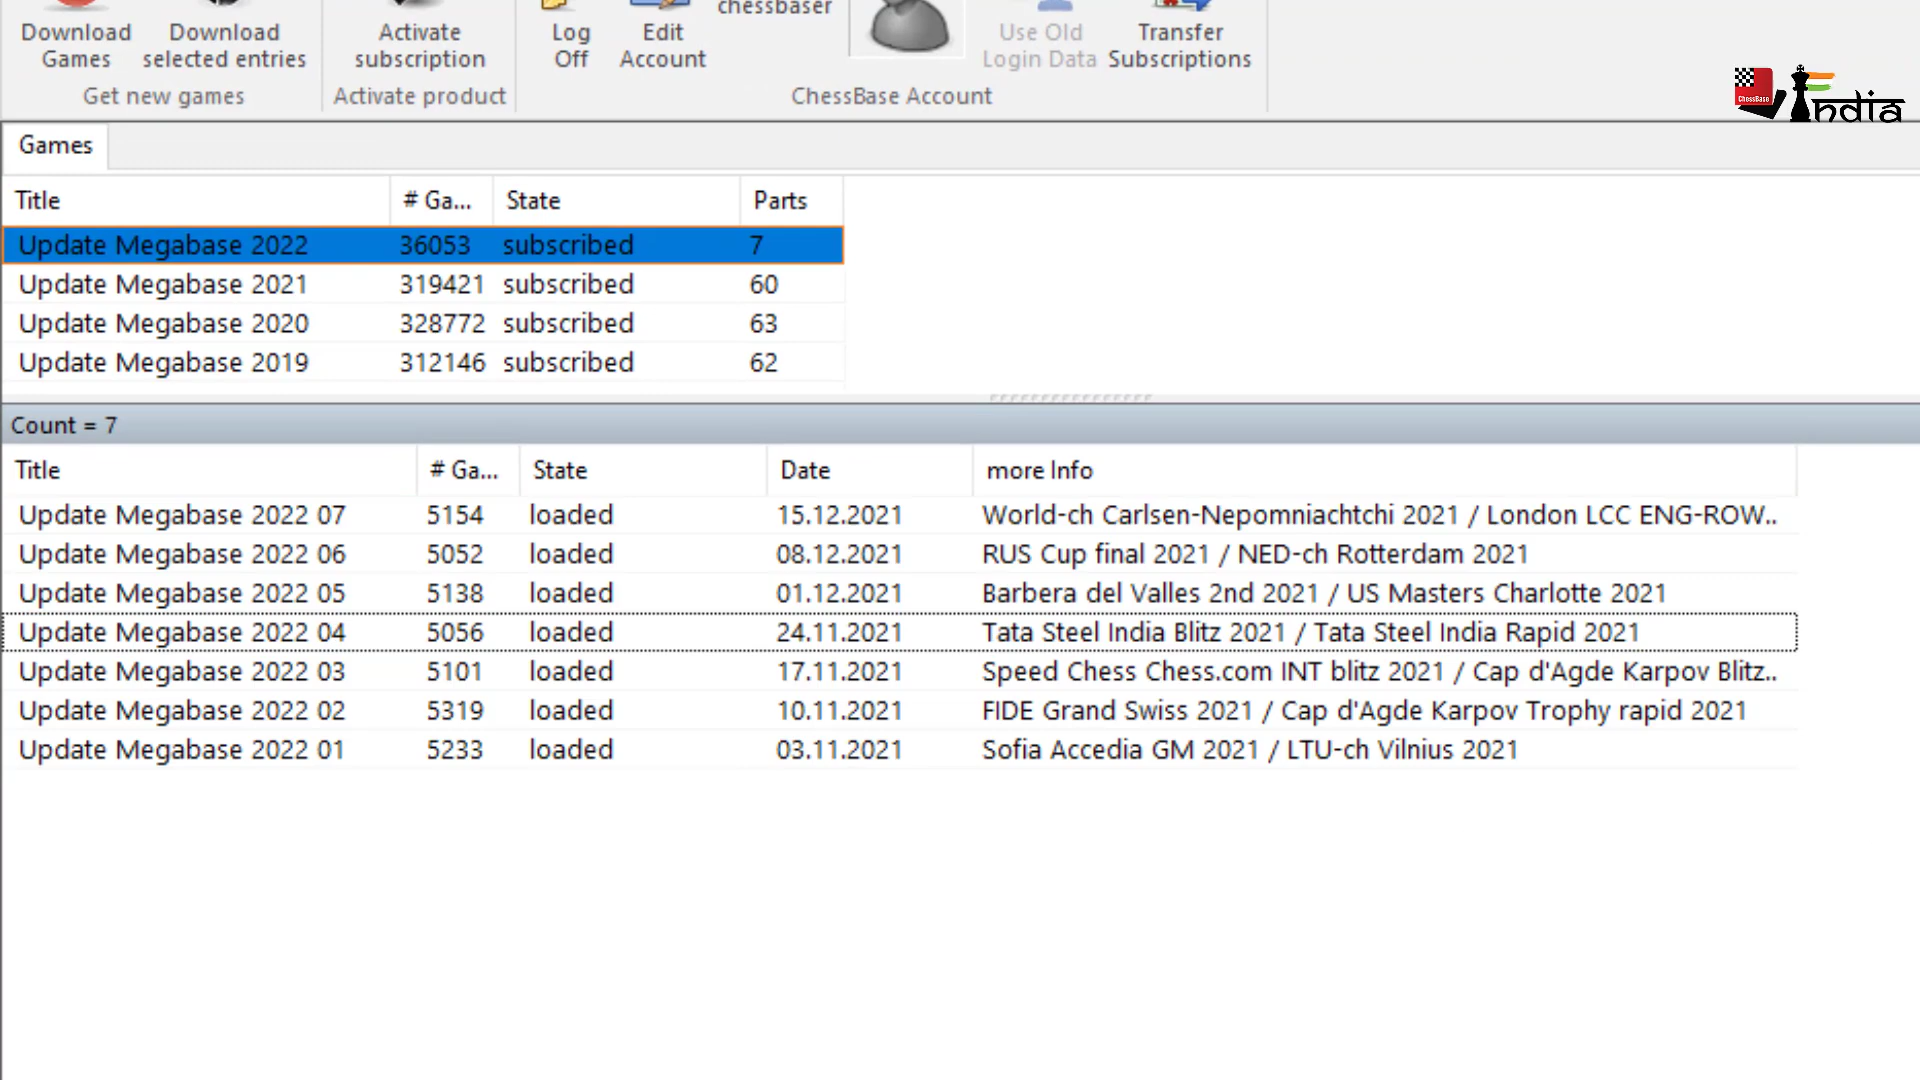 chessbaser
Download Games
Download selected entries
Activate subscription
Log Off
Edit Account
Use Old Login Data
Transfer Subscriptions
Get new games
Activate product
ChessBase Account
ChessBase
India
Games
Title # Ga... State Parts
Update Megabase 2022 36053 subscribed 7
Update Megabase 2021 319421 subscribed 60
Update Megabase 2020 328772 subscribed 63
Update Megabase 2019 312146 subscribed 62
Count = 7
Title # Ga... State Date more Info
Update Megabase 2022 07 5154 loaded 15.12.2021 World-ch Carlsen-Nepomniachtchi 2021 / London LCC ENG-ROW..
Update Megabase 2022 06 5052 loaded 08.12.2021 RUS Cup final 2021 / NED-ch Rotterdam 2021
Update Megabase 2022 05 5138 loaded 01.12.2021 Barbera del Valles 2nd 2021 / US Masters Charlotte 2021
Update Megabase 2022 04 5056 loaded 24.11.2021 Tata Steel India Blitz 2021 / Tata Steel India Rapid 2021
Update Megabase 2022 03 5101 loaded 17.11.2021 Speed Chess Chess.com INT blitz 2021 / Cap d'Agde Karpov Blitz..
Update Megabase 2022 02 5319 loaded 10.11.2021 FIDE Grand Swiss 2021 / Cap d'Agde Karpov Trophy rapid 2021
Update Megabase 2022 01 5233 loaded 03.11.2021 Sofia Accedia GM 2021 / LTU-ch Vilnius 2021